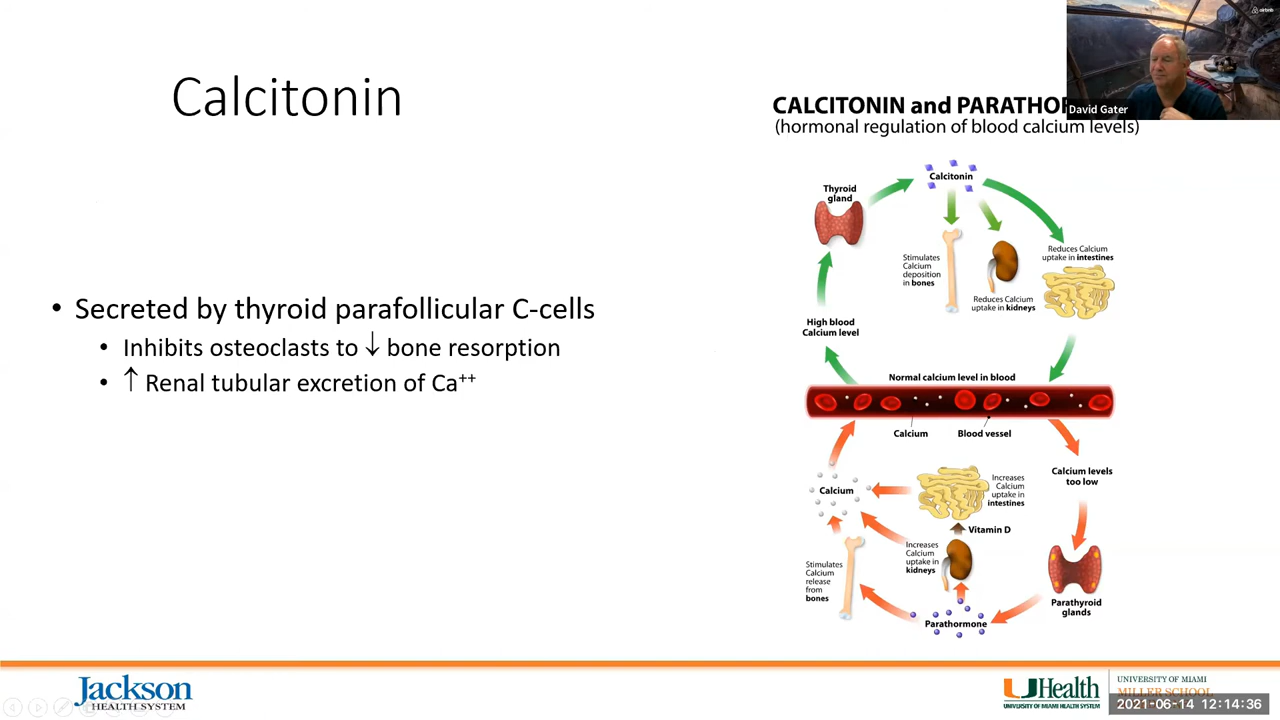 Calcitonin
• Secreted by thyroid parafollicular C-cells
• Inhibits osteoclasts to ↓ bone resorption
• ↑ Renal tubular excretion of Ca⁺⁺
airbnb
David Gater
CALCITONIN and PARATHOR
(hormonal regulation of blood calcium levels)
Calcitonin
Thyroid
gland
Stimulates
Calcium
deposition
in bones
Reduces Calcium
uptake in kidneys
Reduces Calcium
uptake in intestines
High blood
Calcium level
Normal calcium level in blood
Calcium
Blood vessel
Calcium levels
too low
Calcium
Increases
Calcium
uptake in
intestines
Vitamin D
Increases
Calcium
uptake in
kidneys
Stimulates
Calcium
release
from
bones
Parathormone
Parathyroid
glands
Jackson
HEALTH SYSTEM
UHealth
UNIVERSITY OF MIAMI HEALTH SYSTEM
UNIVERSITY OF MIAMI
MILLER SCHOOL
2021-06-14 12:14:36